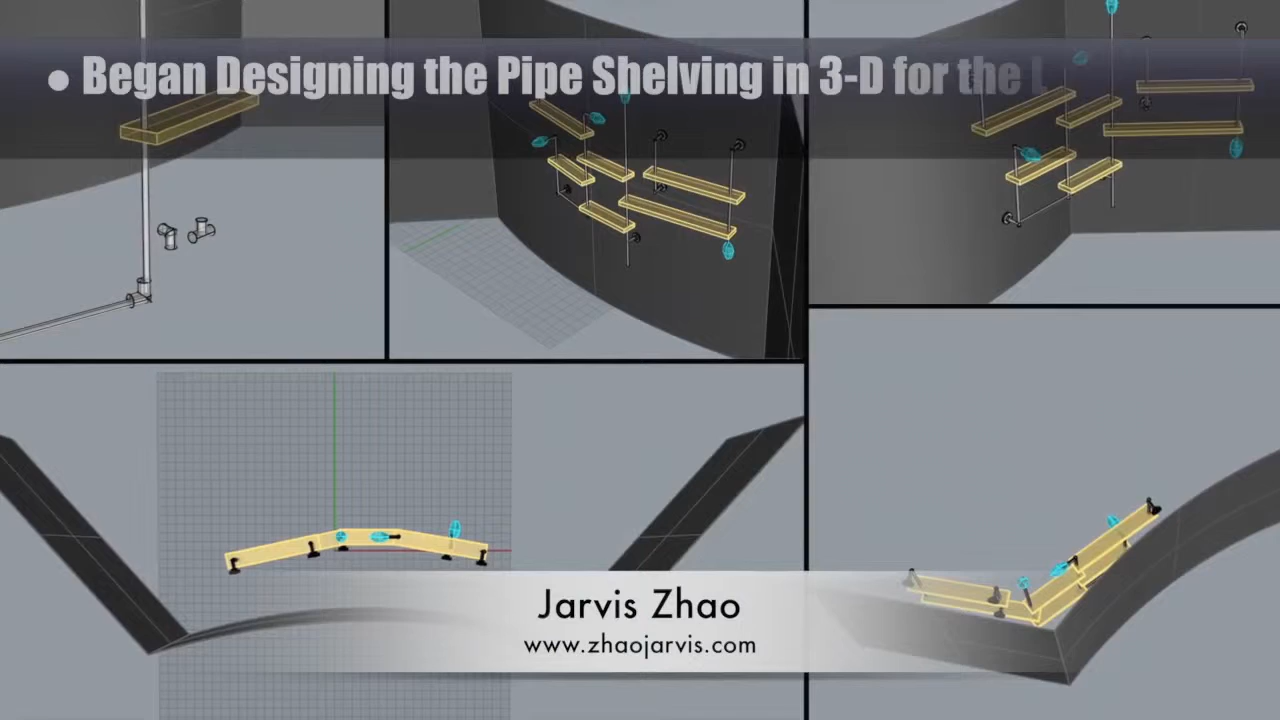 • Began Designing the Pipe Shelving in 3-D for the
Jarvis Zhao
www.zhaojarvis.com